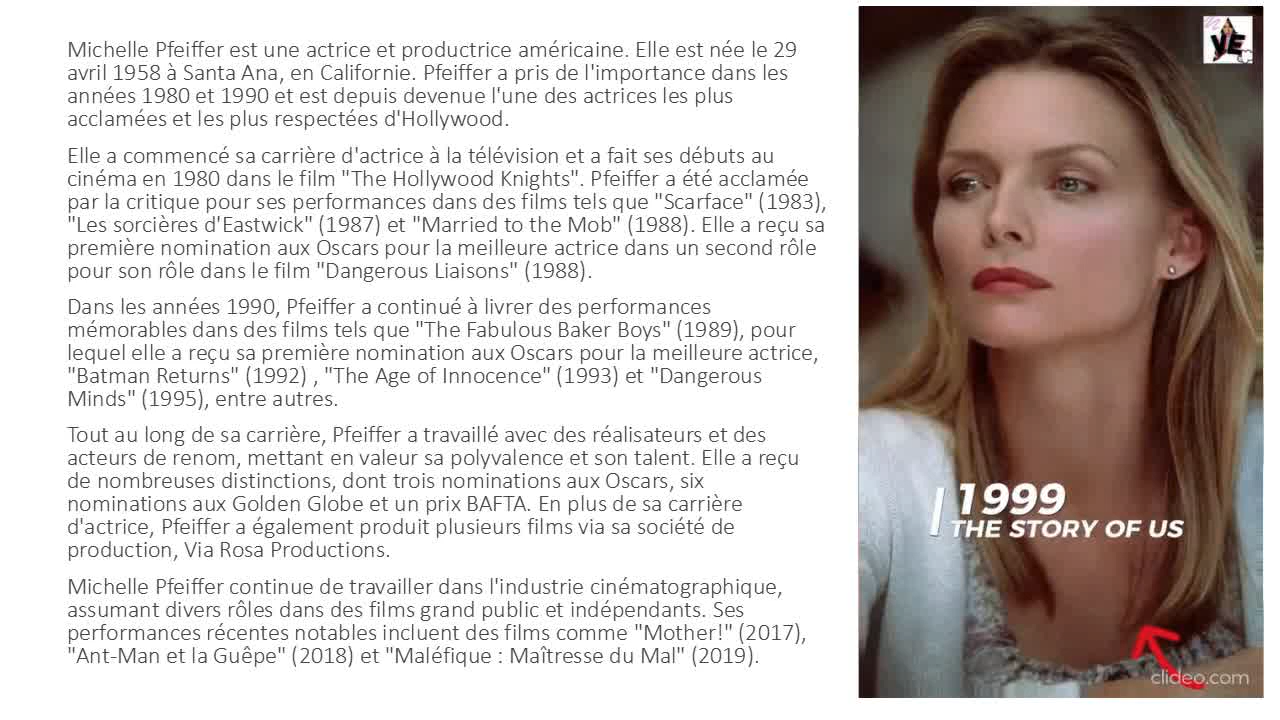 Michelle Pfeiffer est une actrice et productrice américaine. Elle est née le 29
avril 1958 à Santa Ana, en Californie. Pfeiffer a pris de l'importance dans les
années 1980 et 1990 et est depuis devenue l'une des actrices les plus
acclamées et les plus respectées d'Hollywood.
Elle a commencé sa carrière d'actrice à la télévision et a fait ses débuts au
cinéma en 1980 dans le film "The Hollywood Knights". Pfeiffer a été acclamée
par la critique pour ses performances dans des films tels que "Scarface" (1983),
"Les sorcières d'Eastwick" (1987) et "Married to the Mob" (1988). Elle a reçu sa
première nomination aux Oscars pour la meilleure actrice dans un second rôle
pour son rôle dans le film "Dangerous Liaisons" (1988).
Dans les années 1990, Pfeiffer a continué à livrer des performances
mémorables dans des films tels que "The Fabulous Baker Boys" (1989), pour
lequel elle a reçu sa première nomination aux Oscars pour la meilleure actrice,
"Batman Returns" (1992) , "The Age of Innocence" (1993) et "Dangerous
Minds" (1995), entre autres.
Tout au long de sa carrière, Pfeiffer a travaillé avec des réalisateurs et des
acteurs de renom, mettant en valeur sa polyvalence et son talent. Elle a reçu
de nombreuses distinctions, dont trois nominations aux Oscars, six
nominations aux Golden Globe et un prix BAFTA. En plus de sa carrière
d'actrice, Pfeiffer a également produit plusieurs films via sa société de
production, Via Rosa Productions.
Michelle Pfeiffer continue de travailler dans l'industrie cinématographique,
assumant divers rôles dans des films grand public et indépendants. Ses
performances récentes notables incluent des films comme "Mother!" (2017),
"Ant-Man et la Guêpe" (2018) et "Maléfique : Maîtresse du Mal" (2019).
1999
THE STORY OF US
clideo.com